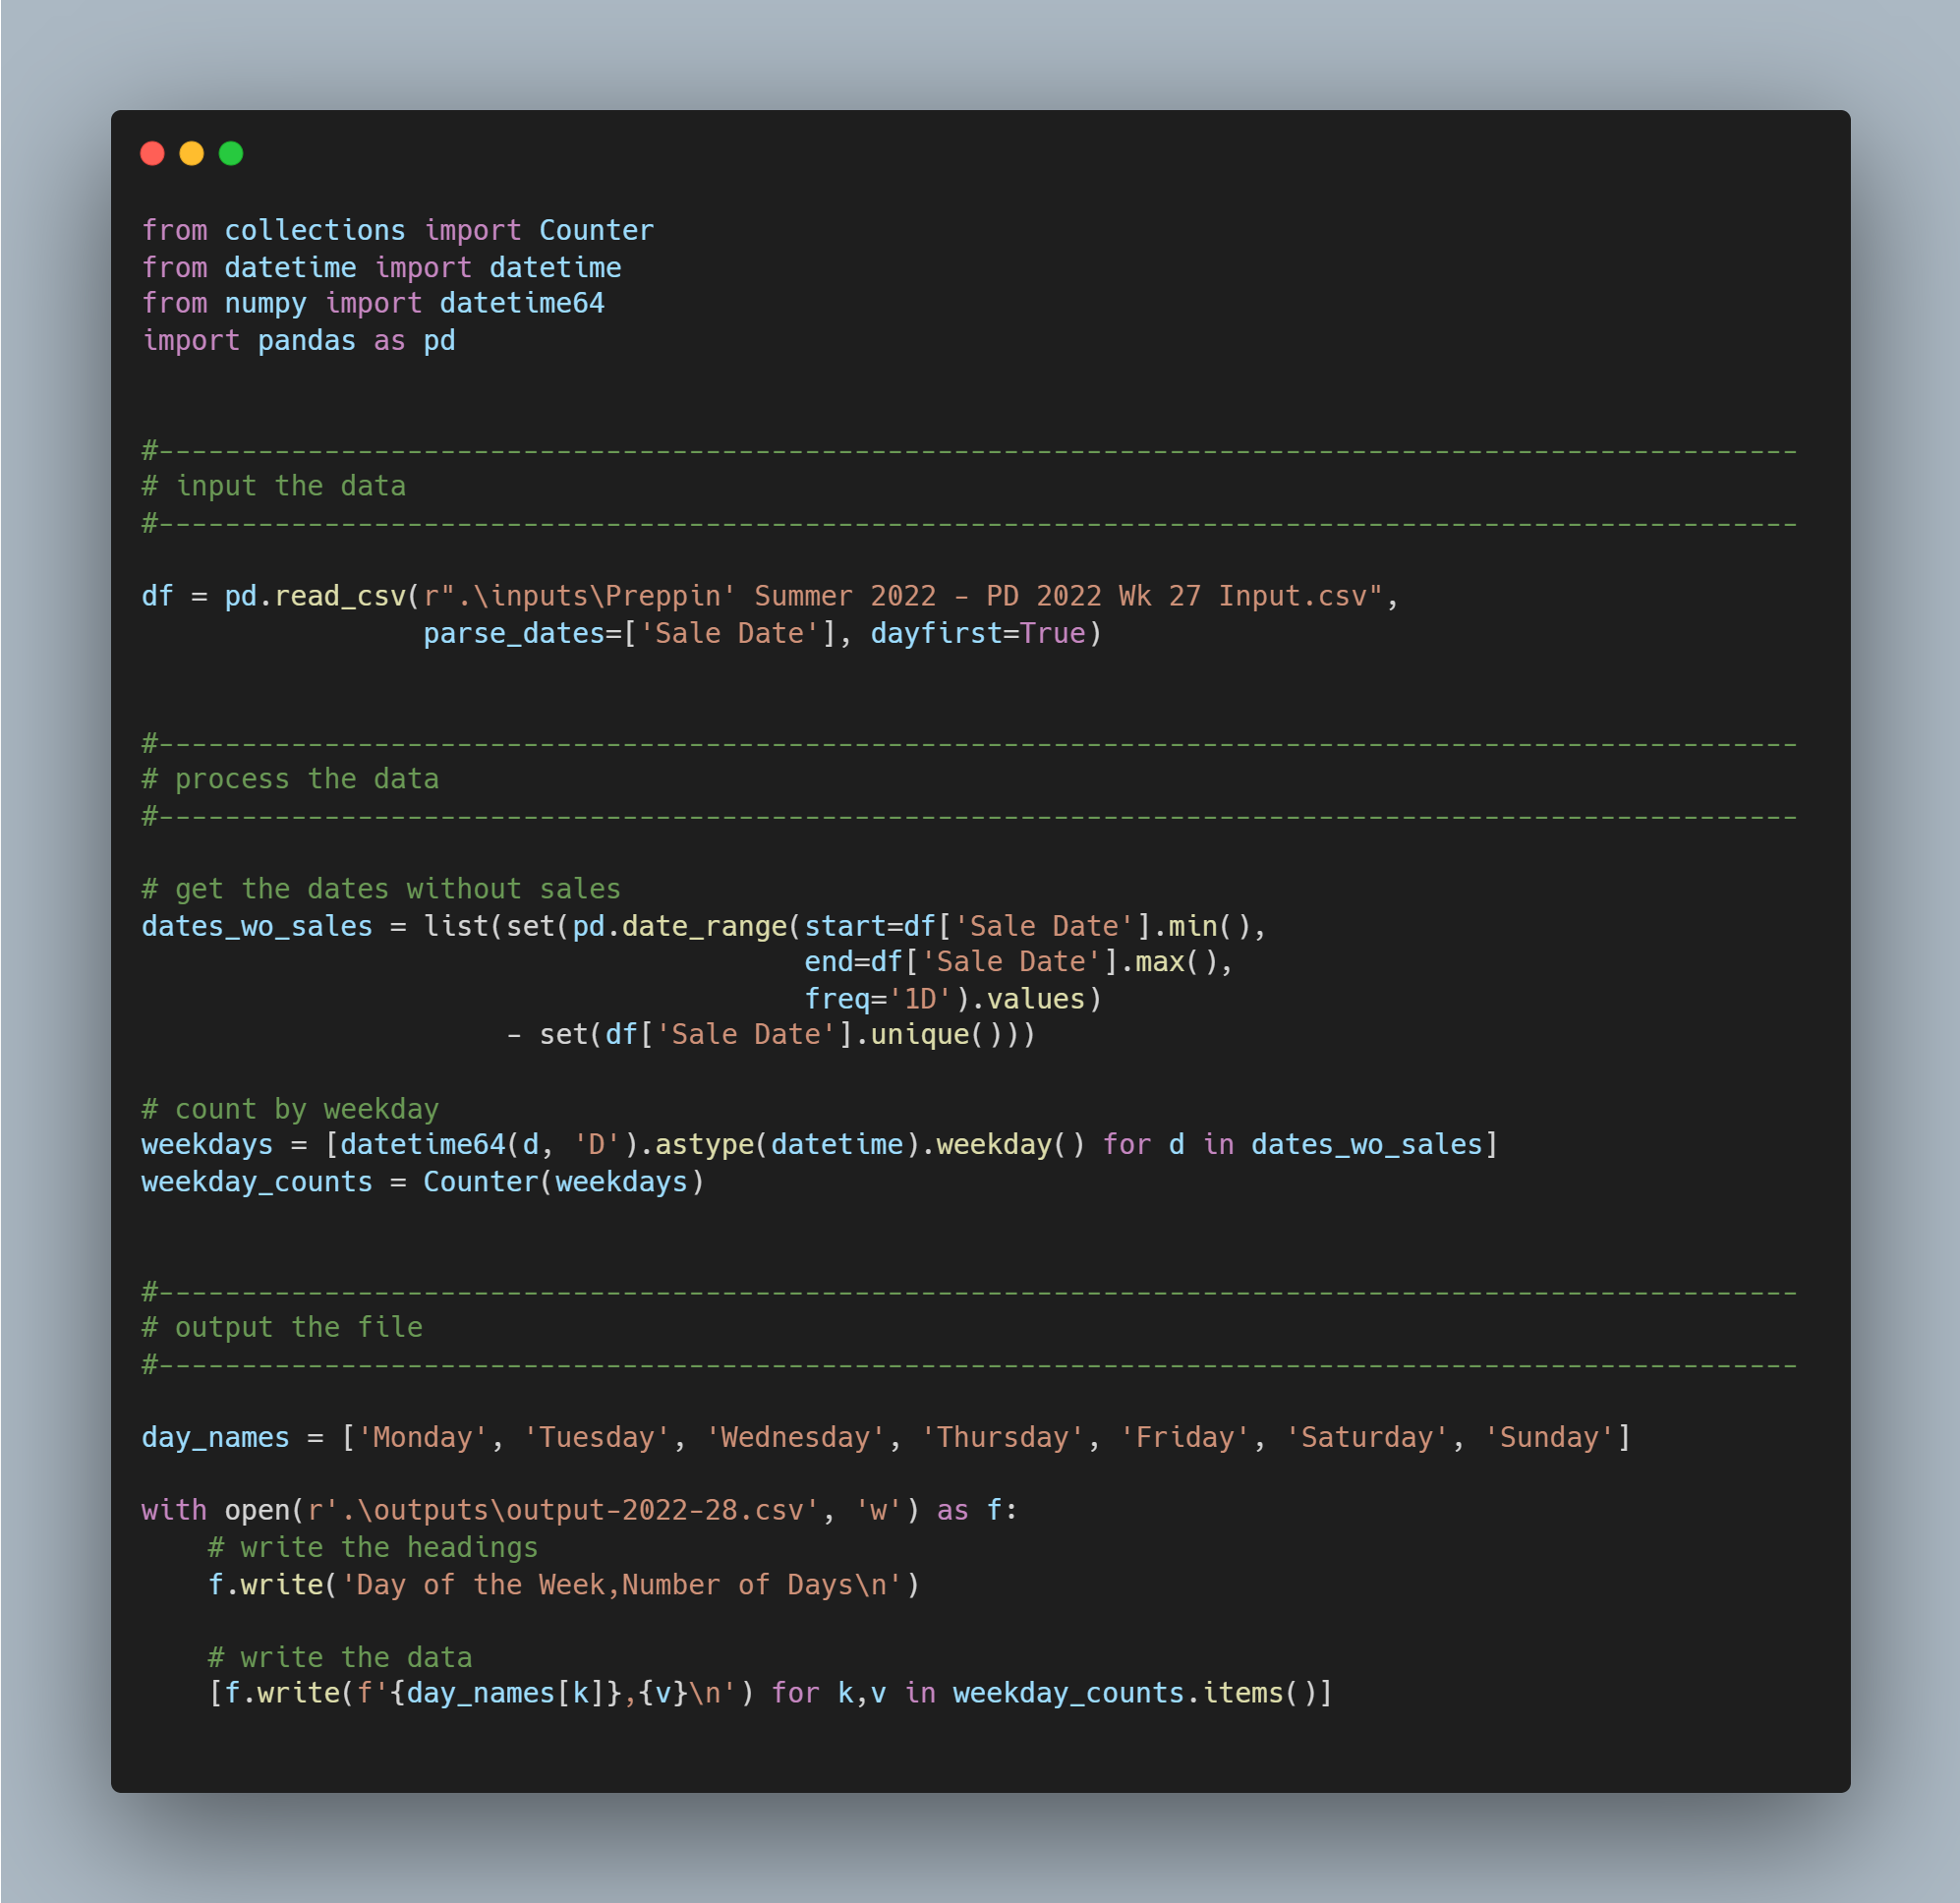 from collections import Counter
from datetime import datetime
from numpy import datetime64
import pandas as pd
#---------------------------------------------------------------------------------------------------
# input the data
#---------------------------------------------------------------------------------------------------
df = pd.read_csv(r".\inputs\Preppin' Summer 2022 - PD 2022 Wk 27 Input.csv",
                 parse_dates=['Sale Date'], dayfirst=True)
#---------------------------------------------------------------------------------------------------
# process the data
#---------------------------------------------------------------------------------------------------
# get the dates without sales
dates_wo_sales = list(set(pd.date_range(start=df['Sale Date'].min(),
                                        end=df['Sale Date'].max(),
                                        freq='1D').values)
                      - set(df['Sale Date'].unique()))
# count by weekday
weekdays = [datetime64(d, 'D').astype(datetime).weekday() for d in dates_wo_sales]
weekday_counts = Counter(weekdays)
#---------------------------------------------------------------------------------------------------
# output the file
#---------------------------------------------------------------------------------------------------
day_names = ['Monday', 'Tuesday', 'Wednesday', 'Thursday', 'Friday', 'Saturday', 'Sunday']
with open(r'.\outputs\output-2022-28.csv', 'w') as f:
    # write the headings
    f.write('Day of the Week,Number of Days\n')
    # write the data
    [f.write(f'{day_names[k]},{v}\n') for k,v in weekday_counts.items()]